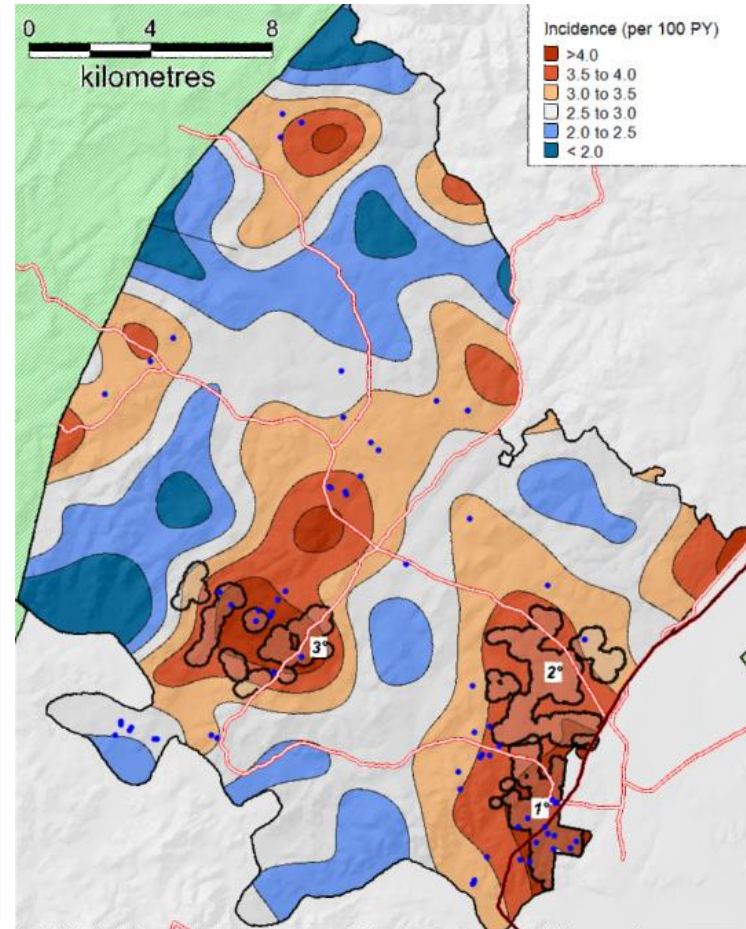 0 4 8
kilometres
Incidence (per 100 PY)
>4.0
3.5 to 4.0
3.0 to 3.5
2.5 to 3.0
2.0 to 2.5
< 2.0
3°
2°
1°